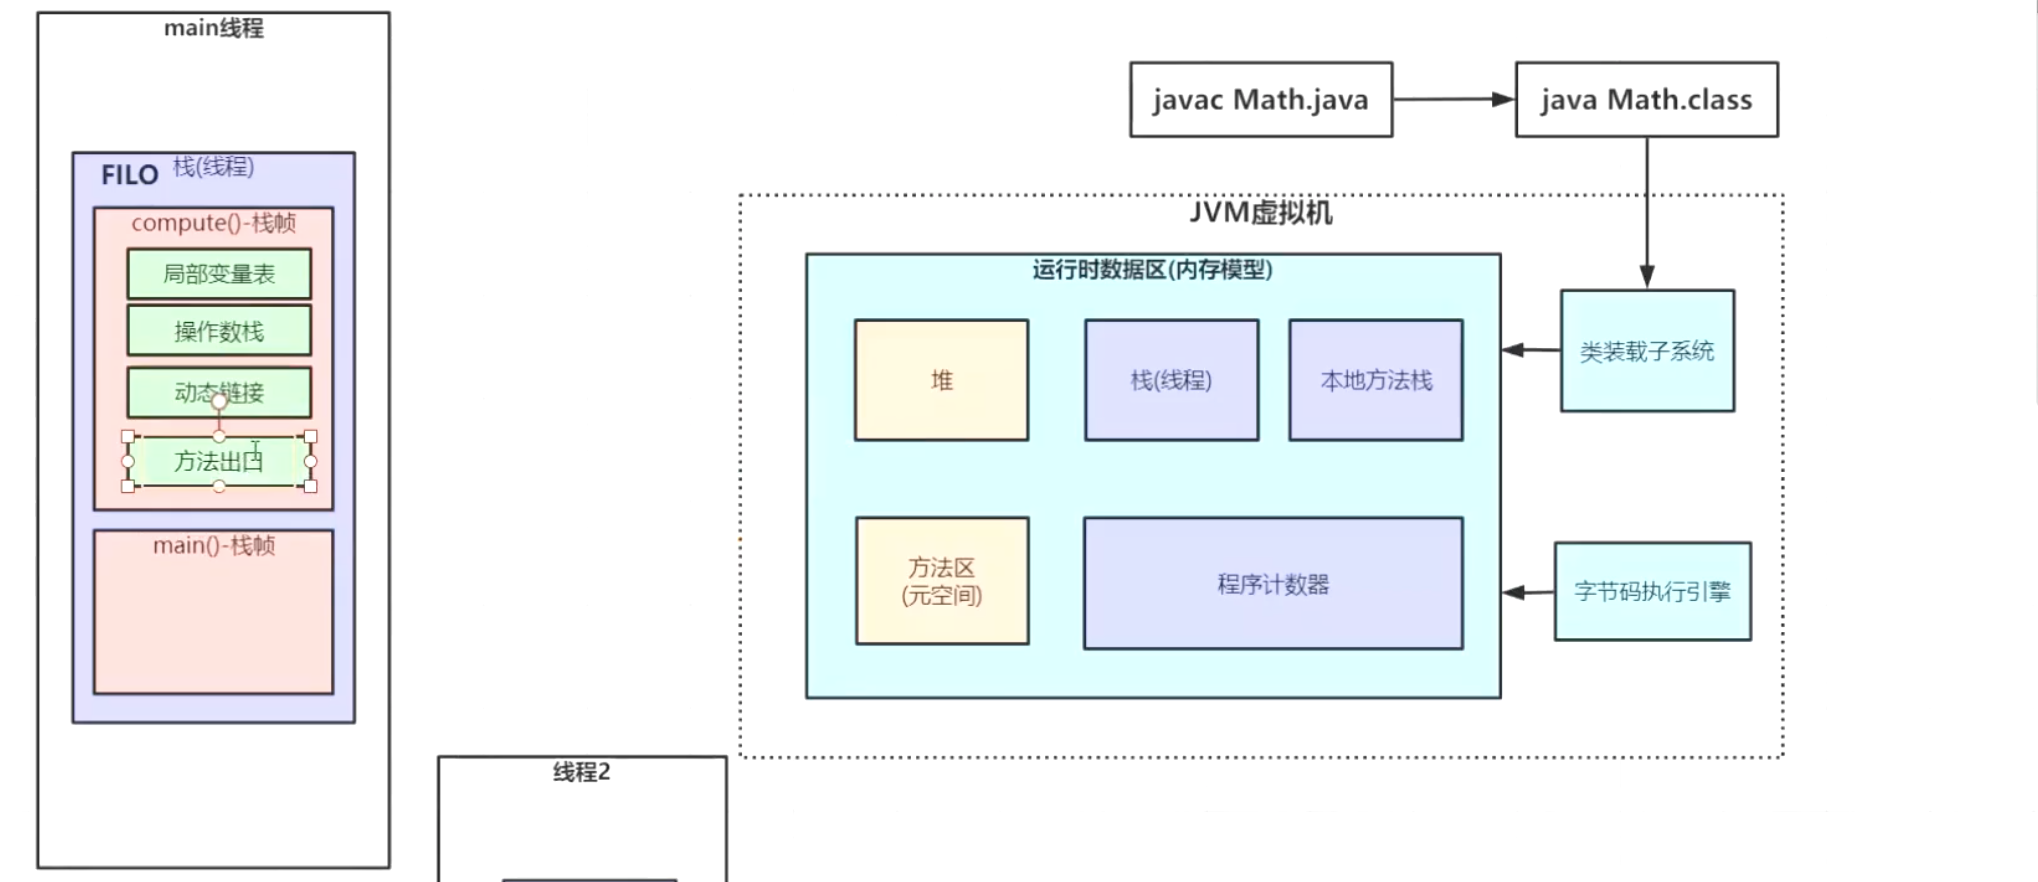 main线程
FILO 栈(线程)
compute()-栈帧
局部变量表
操作数栈
动态链接
方法出口
main()-栈帧
线程2
javac Math.java
java Math.class
JVM虚拟机
运行时数据区(内存模型)
堆
栈(线程)
本地方法栈
方法区
(元空间)
程序计数器
类装载子系统
字节码执行引擎